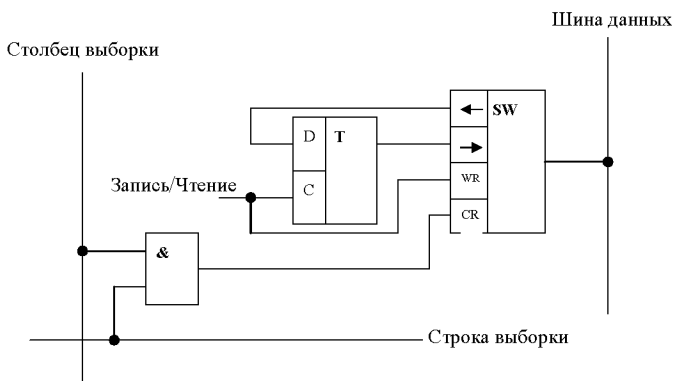 Шина данных
Столбец выборки
SW
D T
Запись/Чтение
C
WR
CR
&
Строка выборки